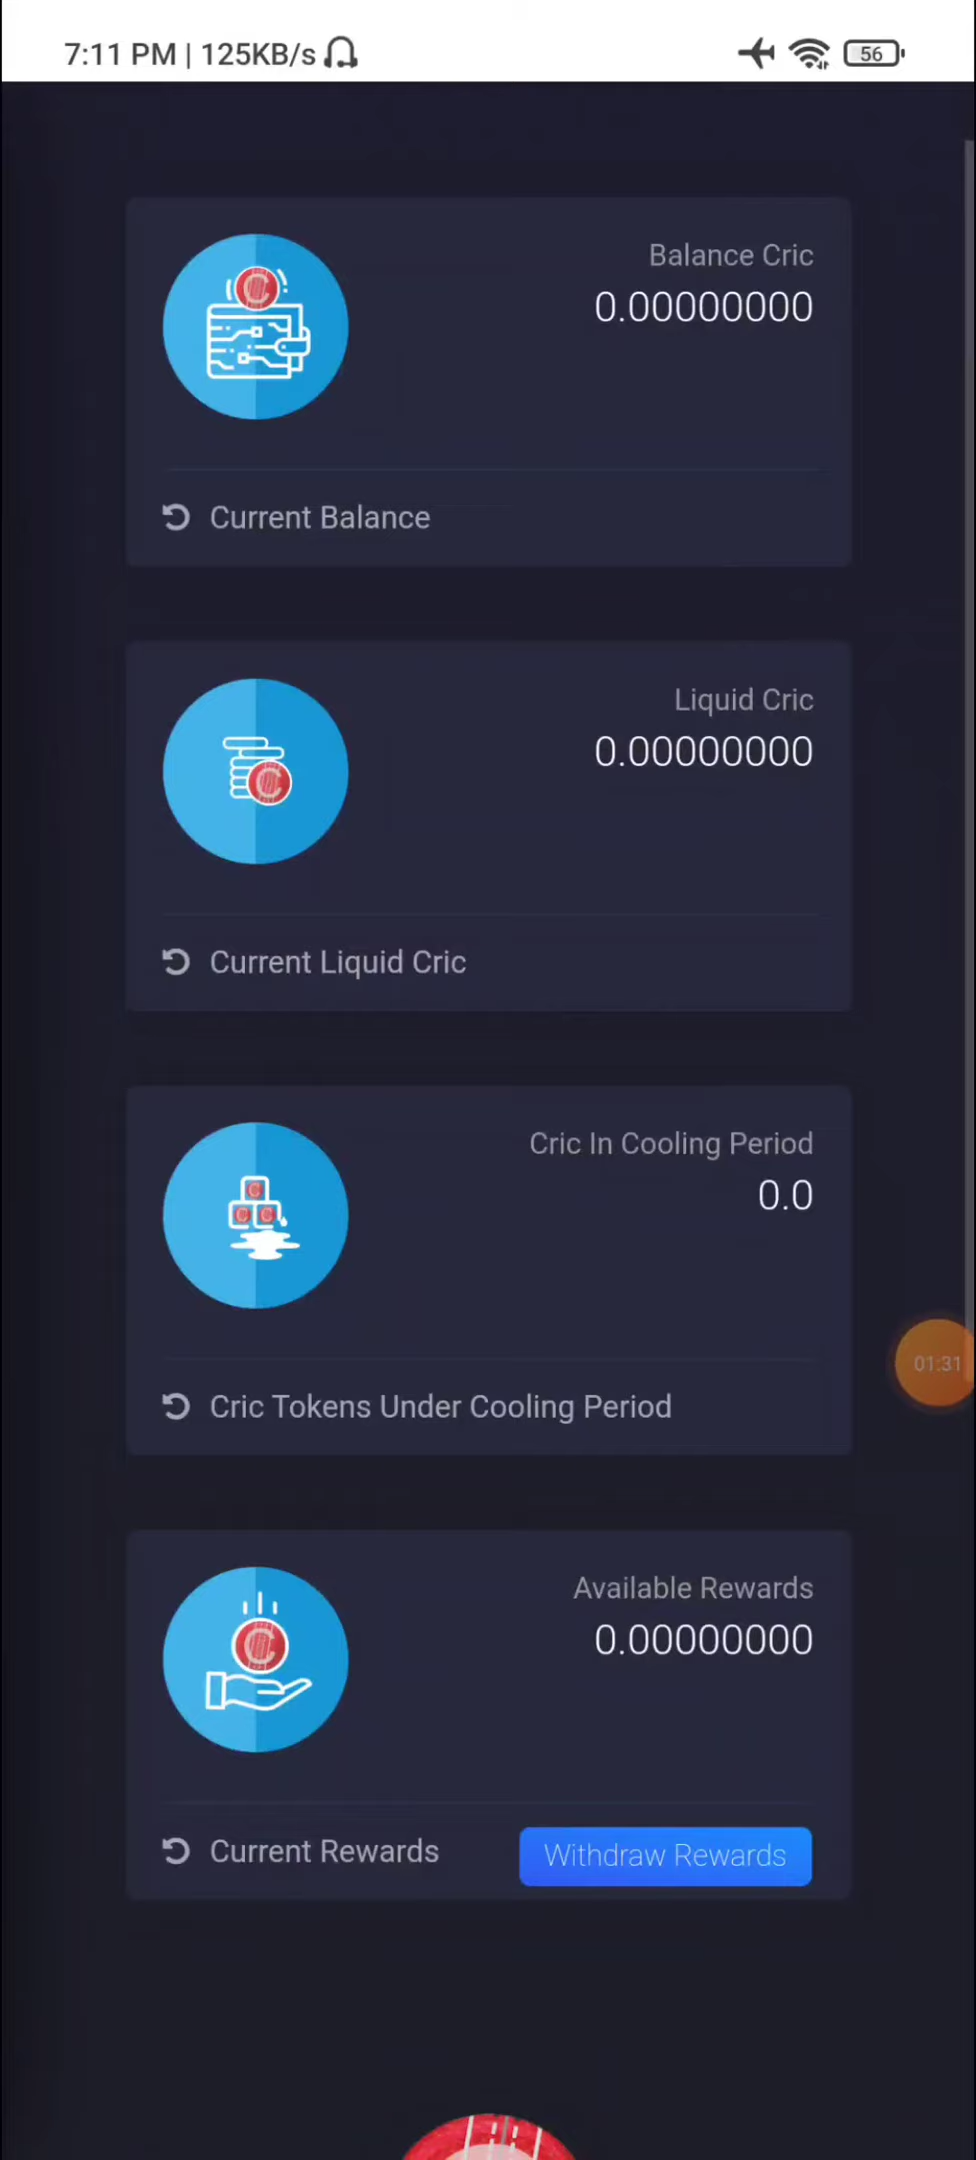 7:11 PM | 125KB/s
56
Balance Cric
0.00000000
Current Balance
Liquid Cric
0.00000000
Current Liquid Cric
Cric In Cooling Period
0.0
01:31
Cric Tokens Under Cooling Period
Available Rewards
0.00000000
Current Rewards
Withdraw Rewards